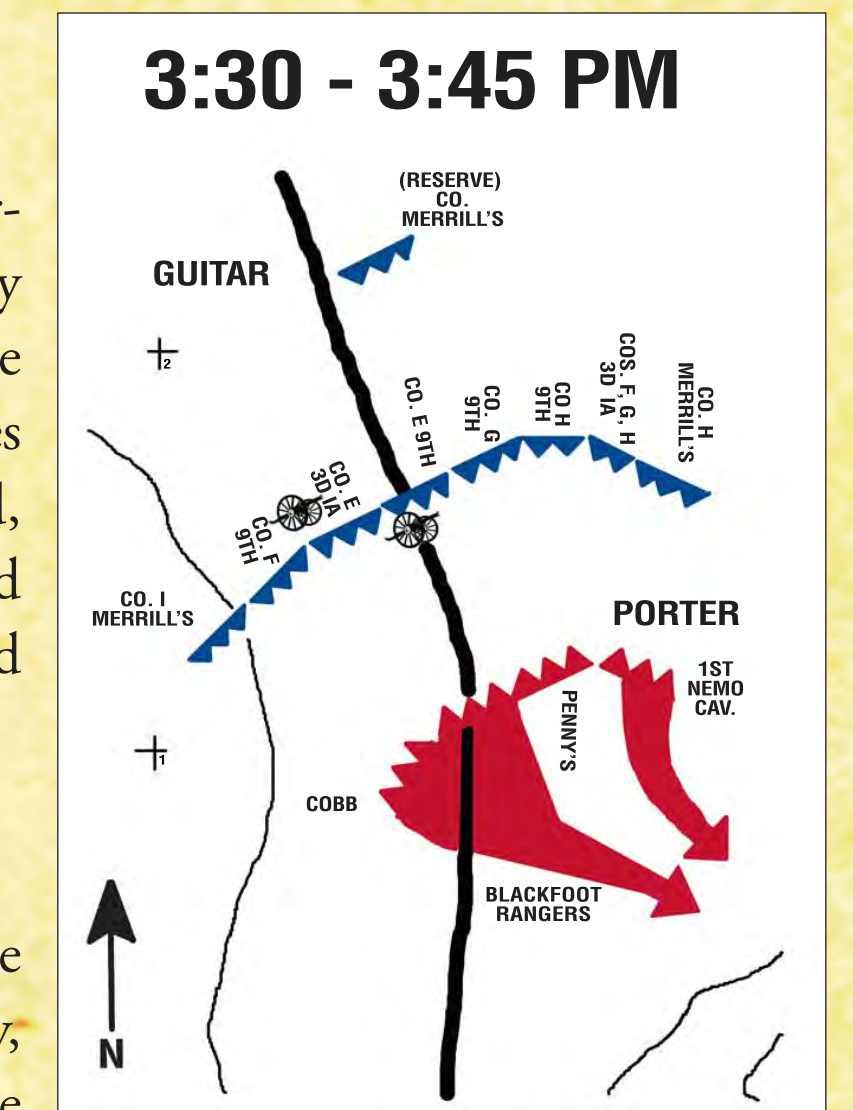 3:30 - 3:45 PM
(RESERVE)
CO.
MERRILL'S
GUITAR
2
CO. E 9TH
CO. G
9TH
CO H
9TH
COS. F, G, H
3D IA
CO. H
MERRILL'S
CO. E
3D IA
CO. F
9TH
CO. I
MERRILL'S
PORTER
1ST
NEMO
CAV.
PENNY'S
1
COBB
BLACKFOOT
RANGERS
N
r-
y
e
es
d,
d
d
e
y,
e